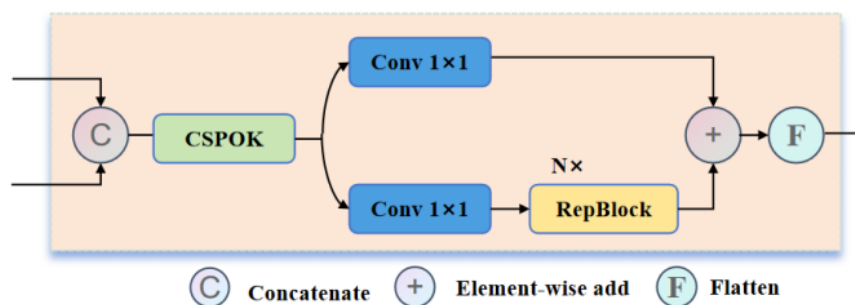 Conv 1×1
C
CSPOK
+
F
N×
Conv 1×1
RepBlock
C Concatenate
+ Element-wise add
F Flatten